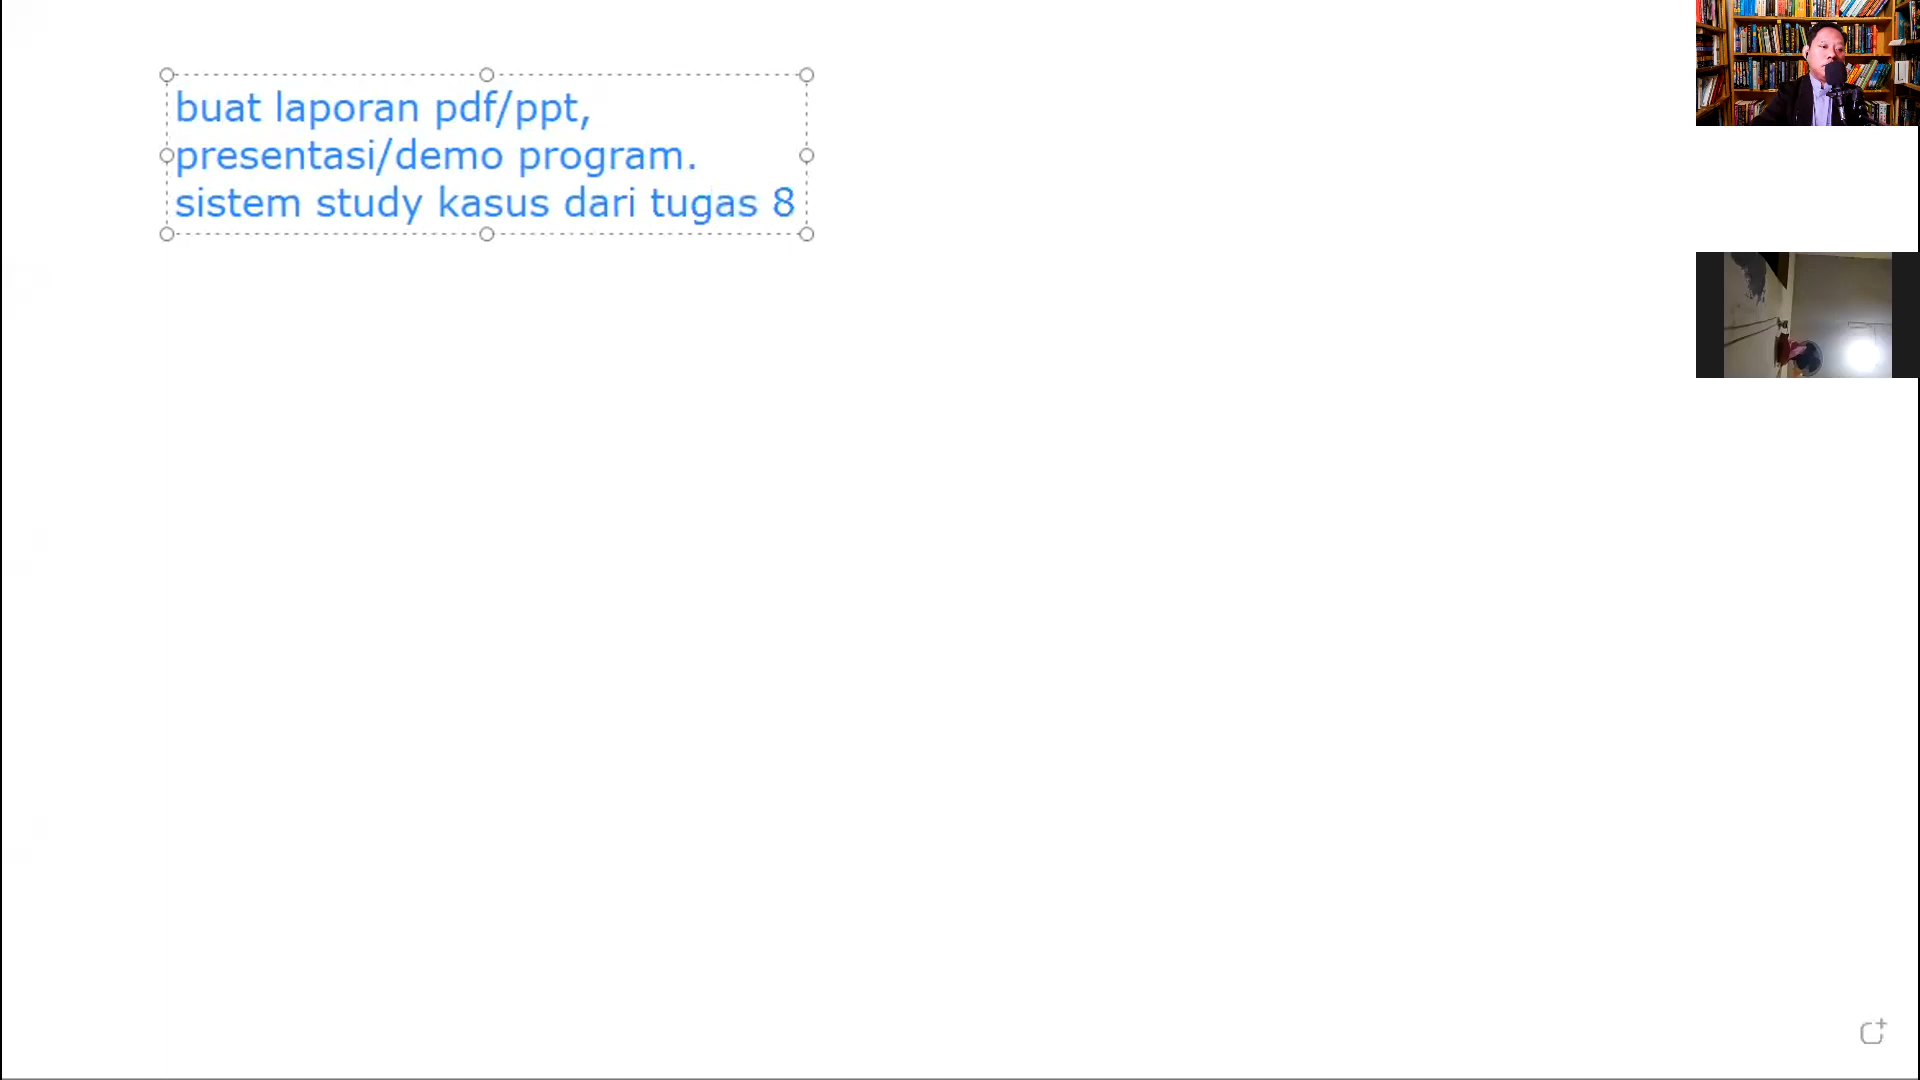 buat laporan pdf/ppt,
presentasi/demo program.
sistem study kasus dari tugas 8